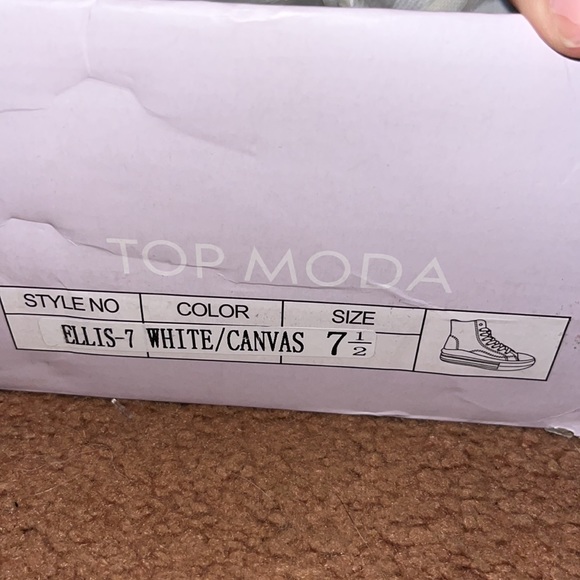 TOP MODA
STYLE NO COLOR SIZE
ELLIS-7 WHITE/CANVAS 7 1/2